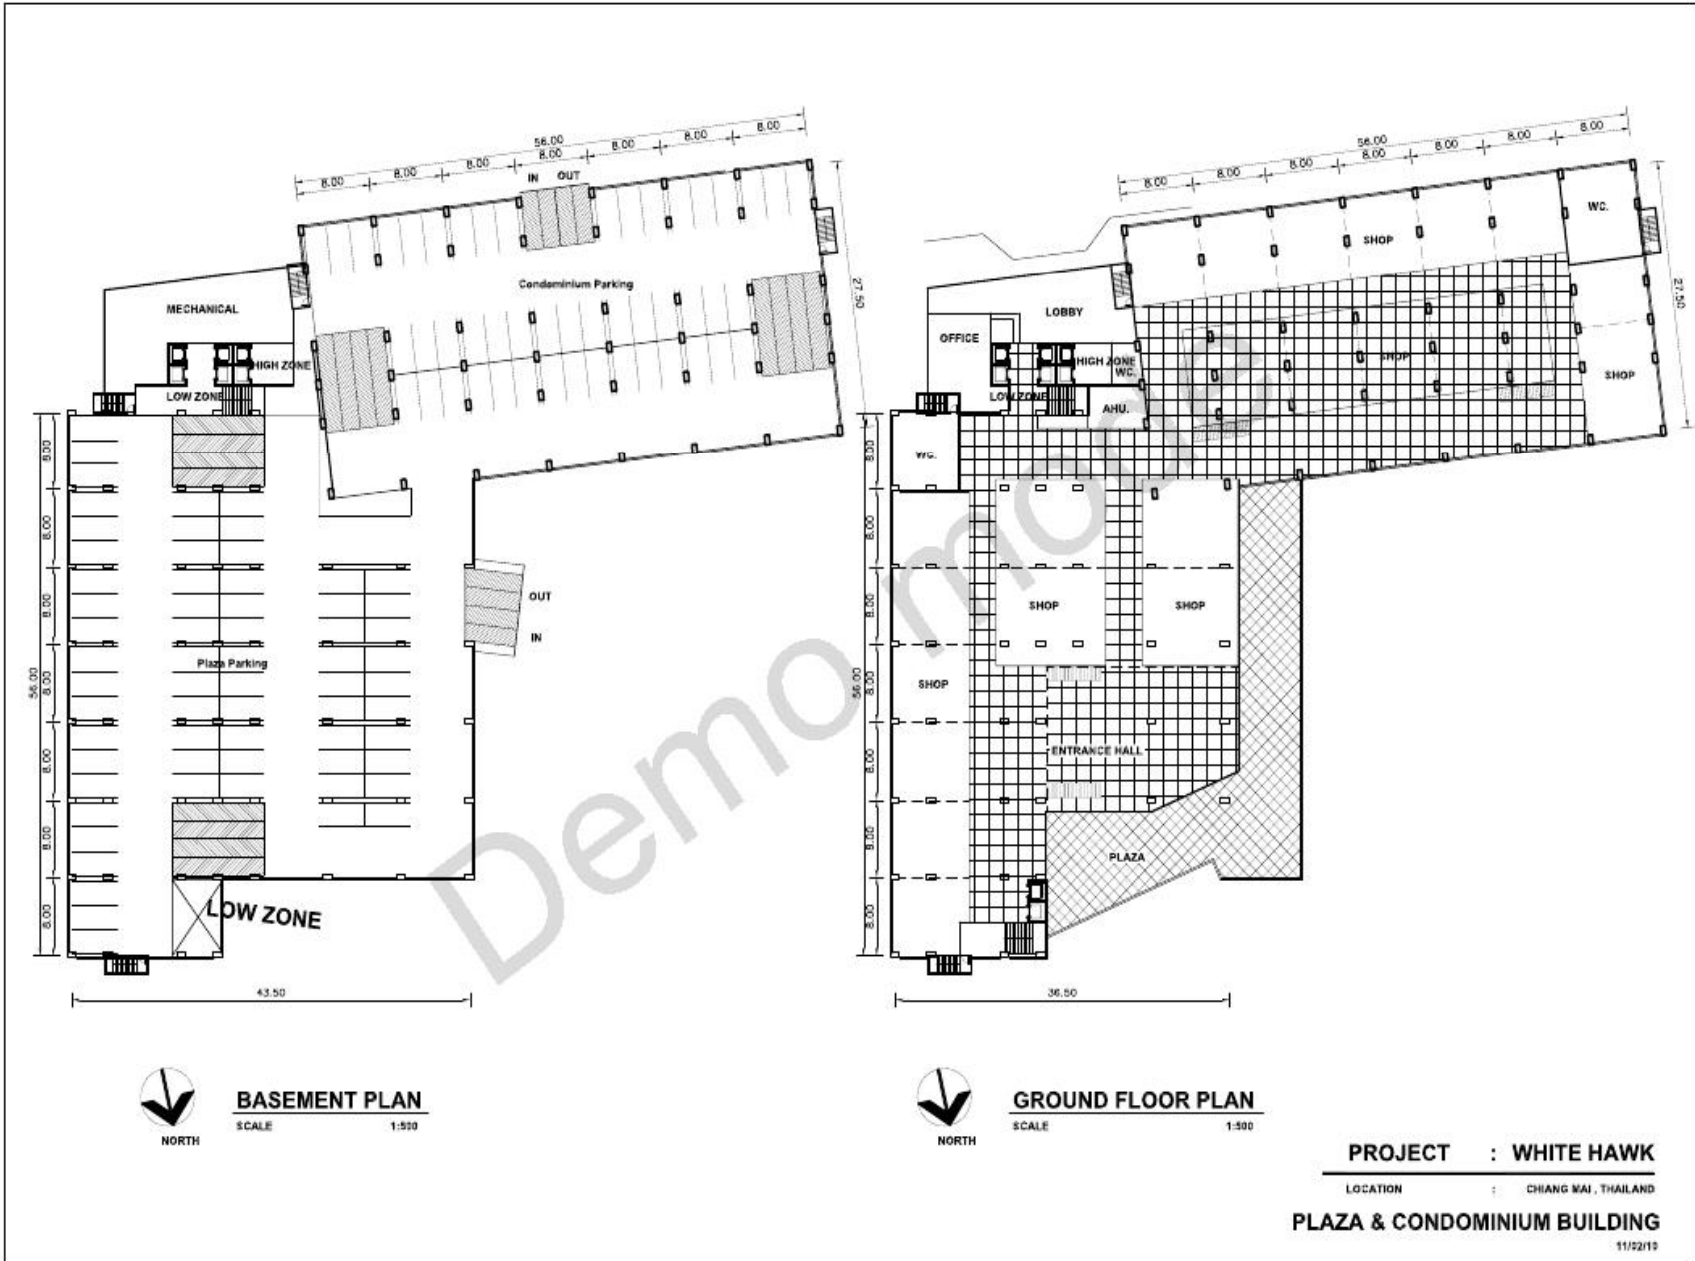 56.00
8.00 8.00 8.00 8.00 8.00 8.00 8.00
IN OUT
27.50
Condominium Parking
MECHANICAL
HIGH ZONE
LOW ZONE
8.00
8.00
8.00
8.00
8.00
8.00
8.00
56.00
OUT
IN
Plaza Parking
LOW ZONE
43.50
56.00
8.00 8.00 8.00 8.00 8.00 8.00 8.00
27.50
WC.
SHOP
LOBBY
OFFICE
SHOP
HIGH ZONE
WC.
SHOP
LOW ZONE
AHU.
WC.
8.00
8.00
8.00
8.00
8.00
8.00
8.00
56.00
SHOP
SHOP
SHOP
ENTRANCE HALL
PLAZA
36.50
Demo mode
NORTH
BASEMENT PLAN
SCALE 1:500
NORTH
GROUND FLOOR PLAN
SCALE 1:500
PROJECT : WHITE HAWK
LOCATION : CHIANG MAI , THAILAND
PLAZA & CONDOMINIUM BUILDING